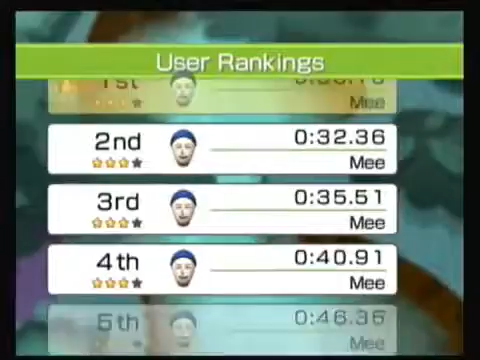 User Rankings
1st
Mee
2nd
0:32.36
Mee
3rd
0:35.51
Mee
4th
0:40.91
Mee
5th
0:46.36
Mee